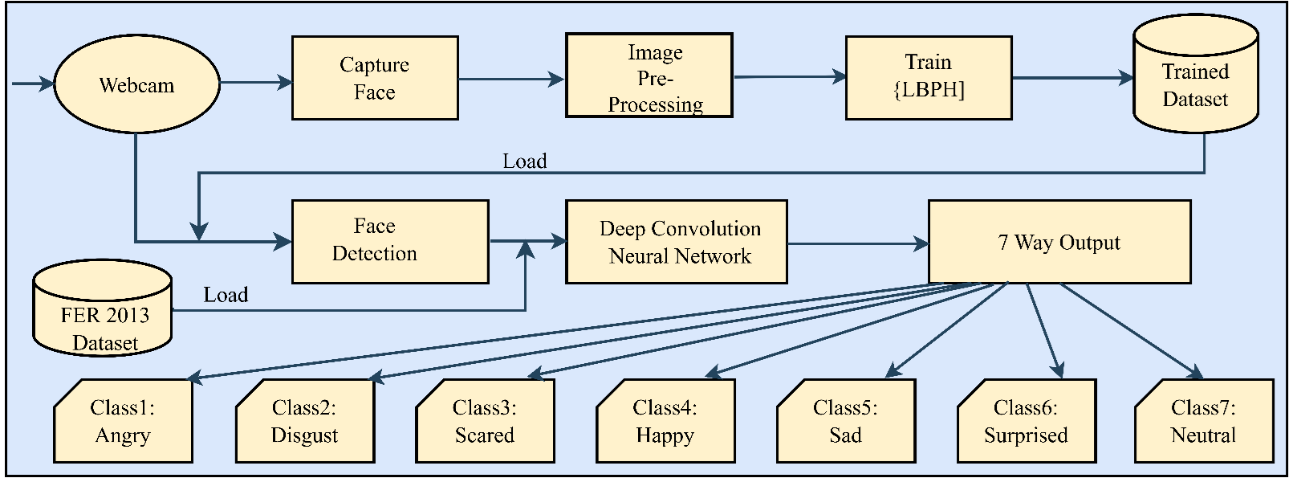 Webcam
Capture
Face
Image
Pre-
Processing
Train
{LBPH]
Trained
Dataset
Load
Face
Detection
Deep Convolution
Neural Network
7 Way Output
FER 2013
Dataset
Load
Class1:
Angry
Class2:
Disgust
Class3:
Scared
Class4:
Happy
Class5:
Sad
Class6:
Surprised
Class7:
Neutral